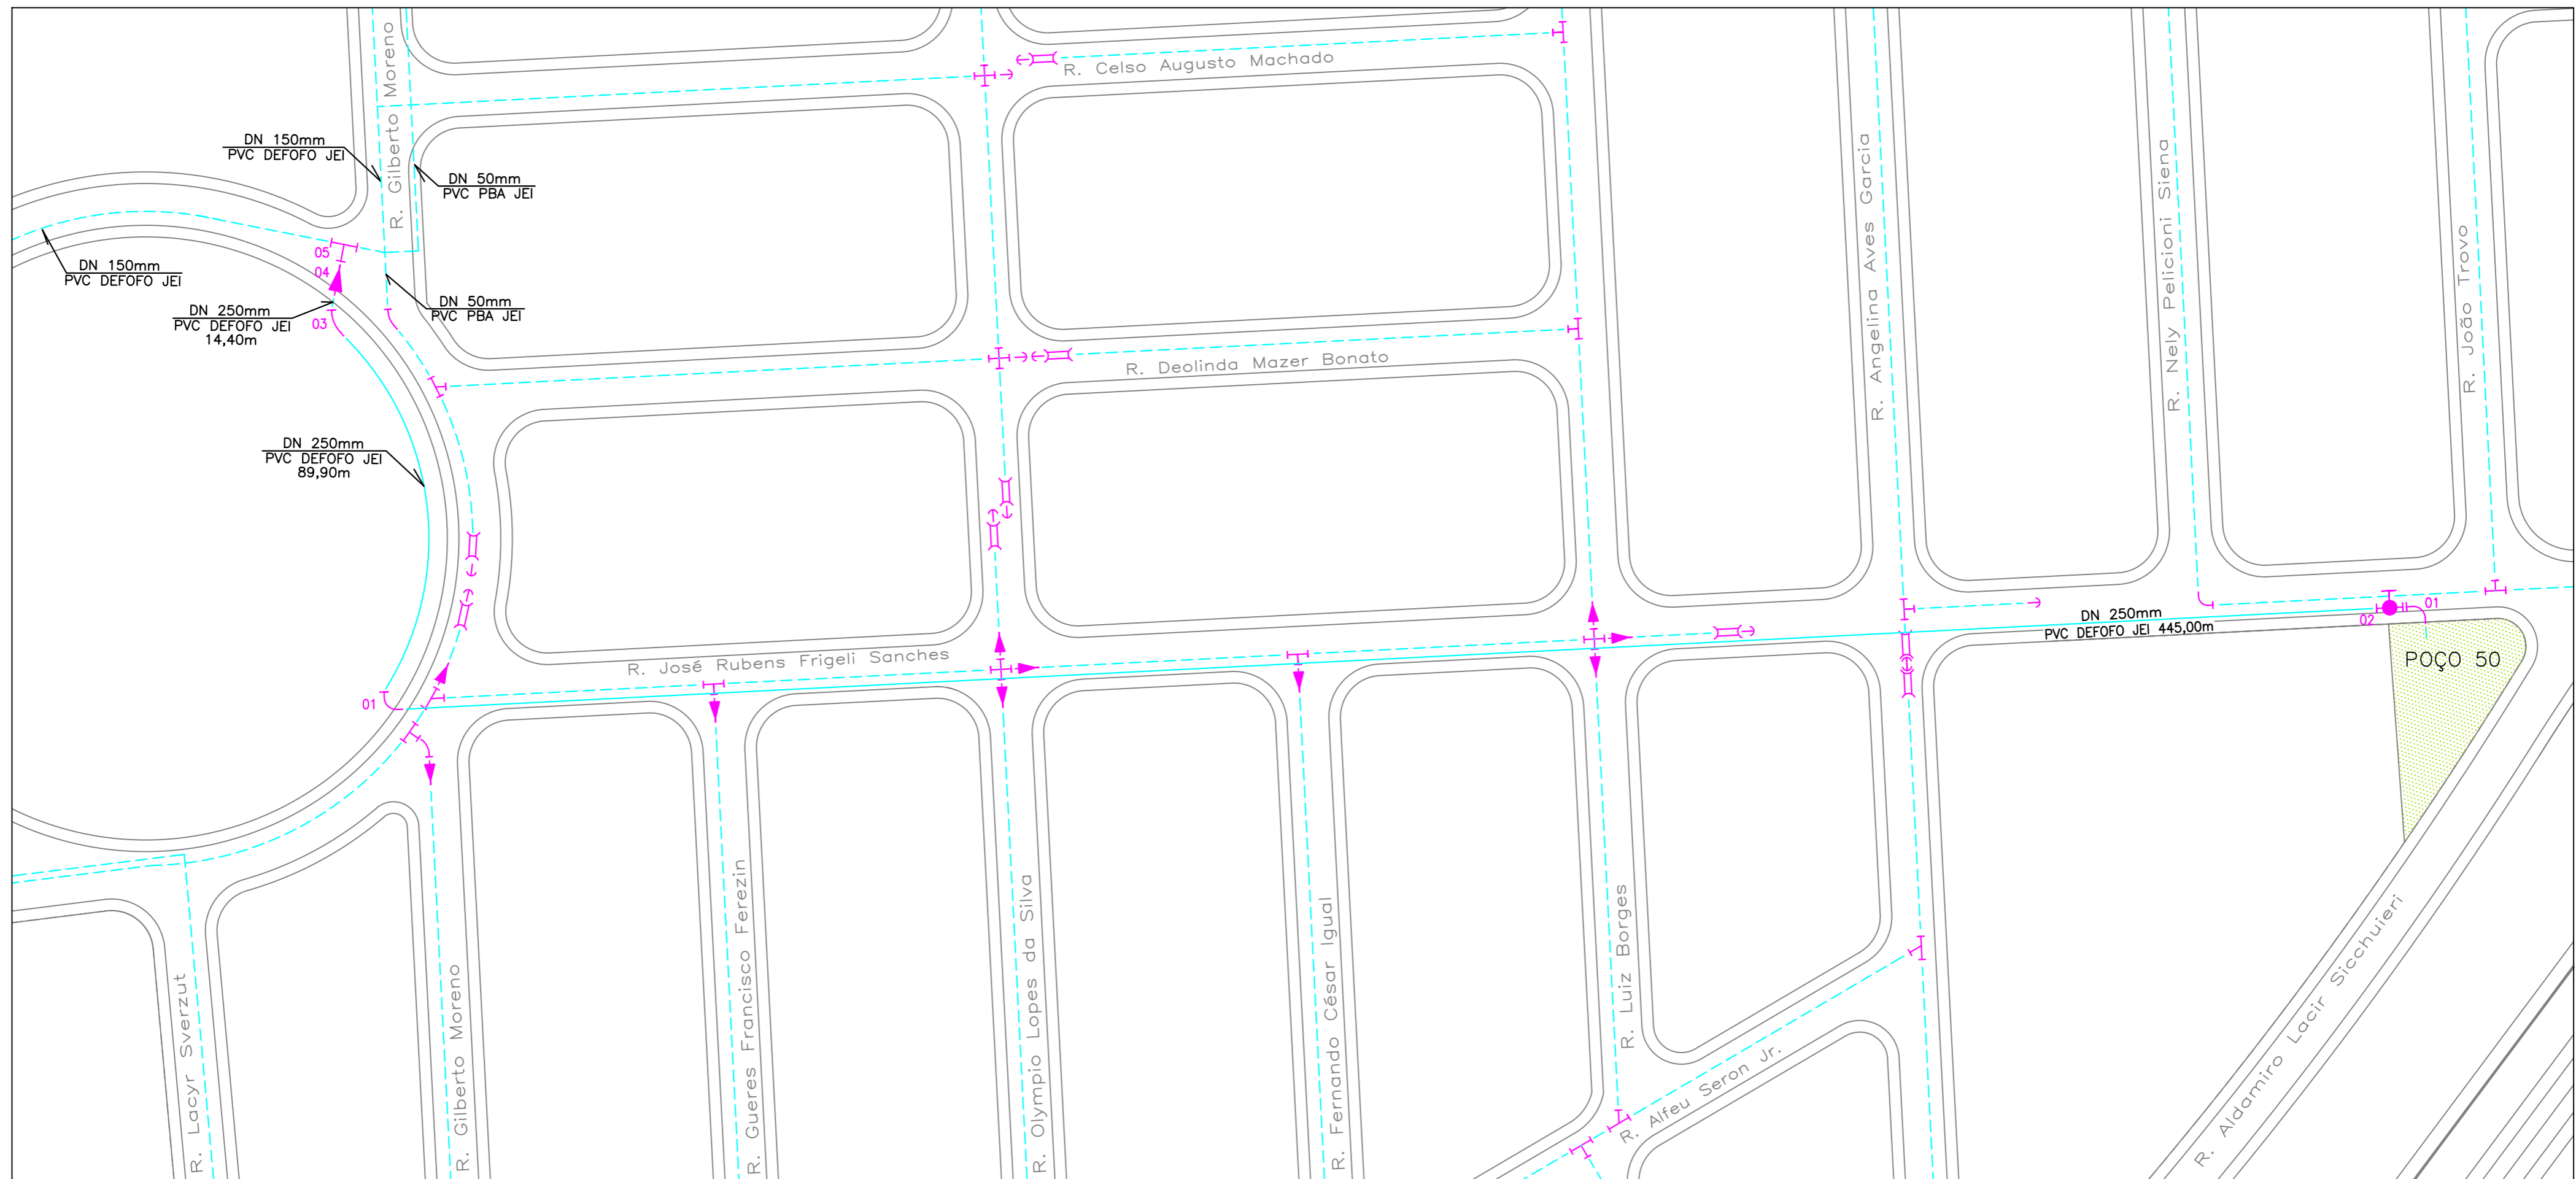 R. Gilberto Moreno
R. Celso Augusto Machado
DN 150mm
PVC DEFOFO JEI
DN 50mm
PVC PBA JEI
R. Angelina Aves Garcia
R. Nely Pelicioni Siena
R. João Trovo
05
04
DN 150mm
PVC DEFOFO JEI
DN 50mm
PVC PBA JEI
DN 250mm
PVC DEFOFO JEI
14,40m
03
R. Deolinda Mazer Bonato
DN 250mm
PVC DEFOFO JEI
89,90m
DN 250mm
PVC DEFOFO JEI 445,00m
01
02
POÇO 50
R. José Rubens Frigeli Sanches
01
R. Lacyr Sverzut
R. Gilberto Moreno
R. Gueres Francisco Ferezin
R. Olympio Lopes da Silva
R. Fernando César Igual
R. Luiz Borges
R. Alfeu Seron Jr.
R. Aldamiro Lacir Sicchuieri